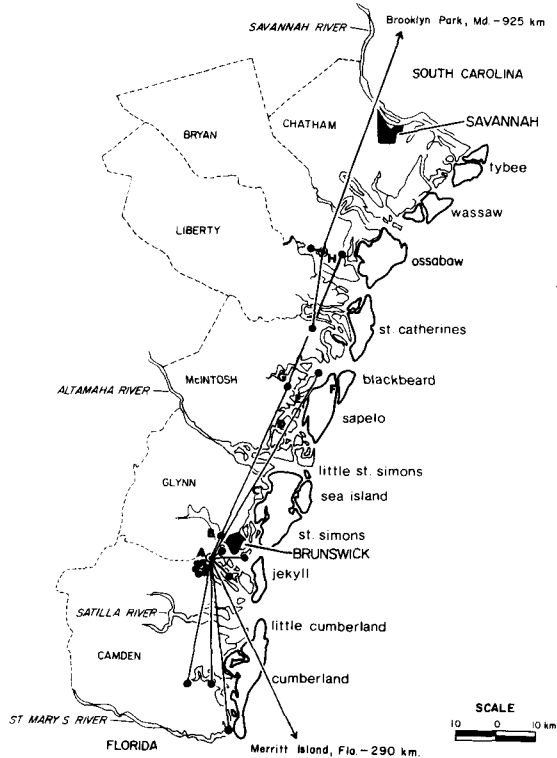 Brooklyn Park, Md. - 925 km
SAVANNAH RIVER
SOUTH CAROLINA
CHATHAM
SAVANNAH
BRYAN
tybee
wassaw
LIBERTY
H
ossabaw
st. catherines
McINTOSH
G
blackbeard
ALTAMAHA RIVER
F
sapelo
little st. simons
GLYNN
sea island
B
st. simons
A
BRUNSWICK
jekyll
SATILLA RIVER
little cumberland
CAMDEN
cumberland
SCALE
ST MARY S RIVER
10 0 10 km
FLORIDA
Merritt Island, Fla. - 290 km.